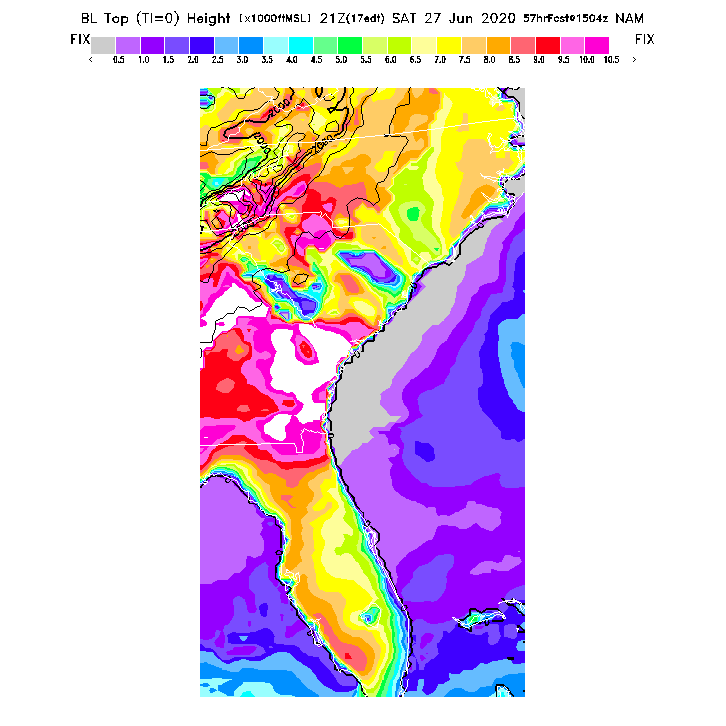 BL Top (TI=0) Height [x1000ftMSL] 21Z(17edt) SAT 27 Jun 2020 57hrFcst@1504z NAM
FIX FIX
< 0.5 1.0 1.5 2.0 2.5 3.0 3.5 4.0 4.5 5.0 5.5 6.0 6.5 7.0 7.5 8.0 8.5 9.0 9.5 10.0 10.5 >
2000
2000
2000